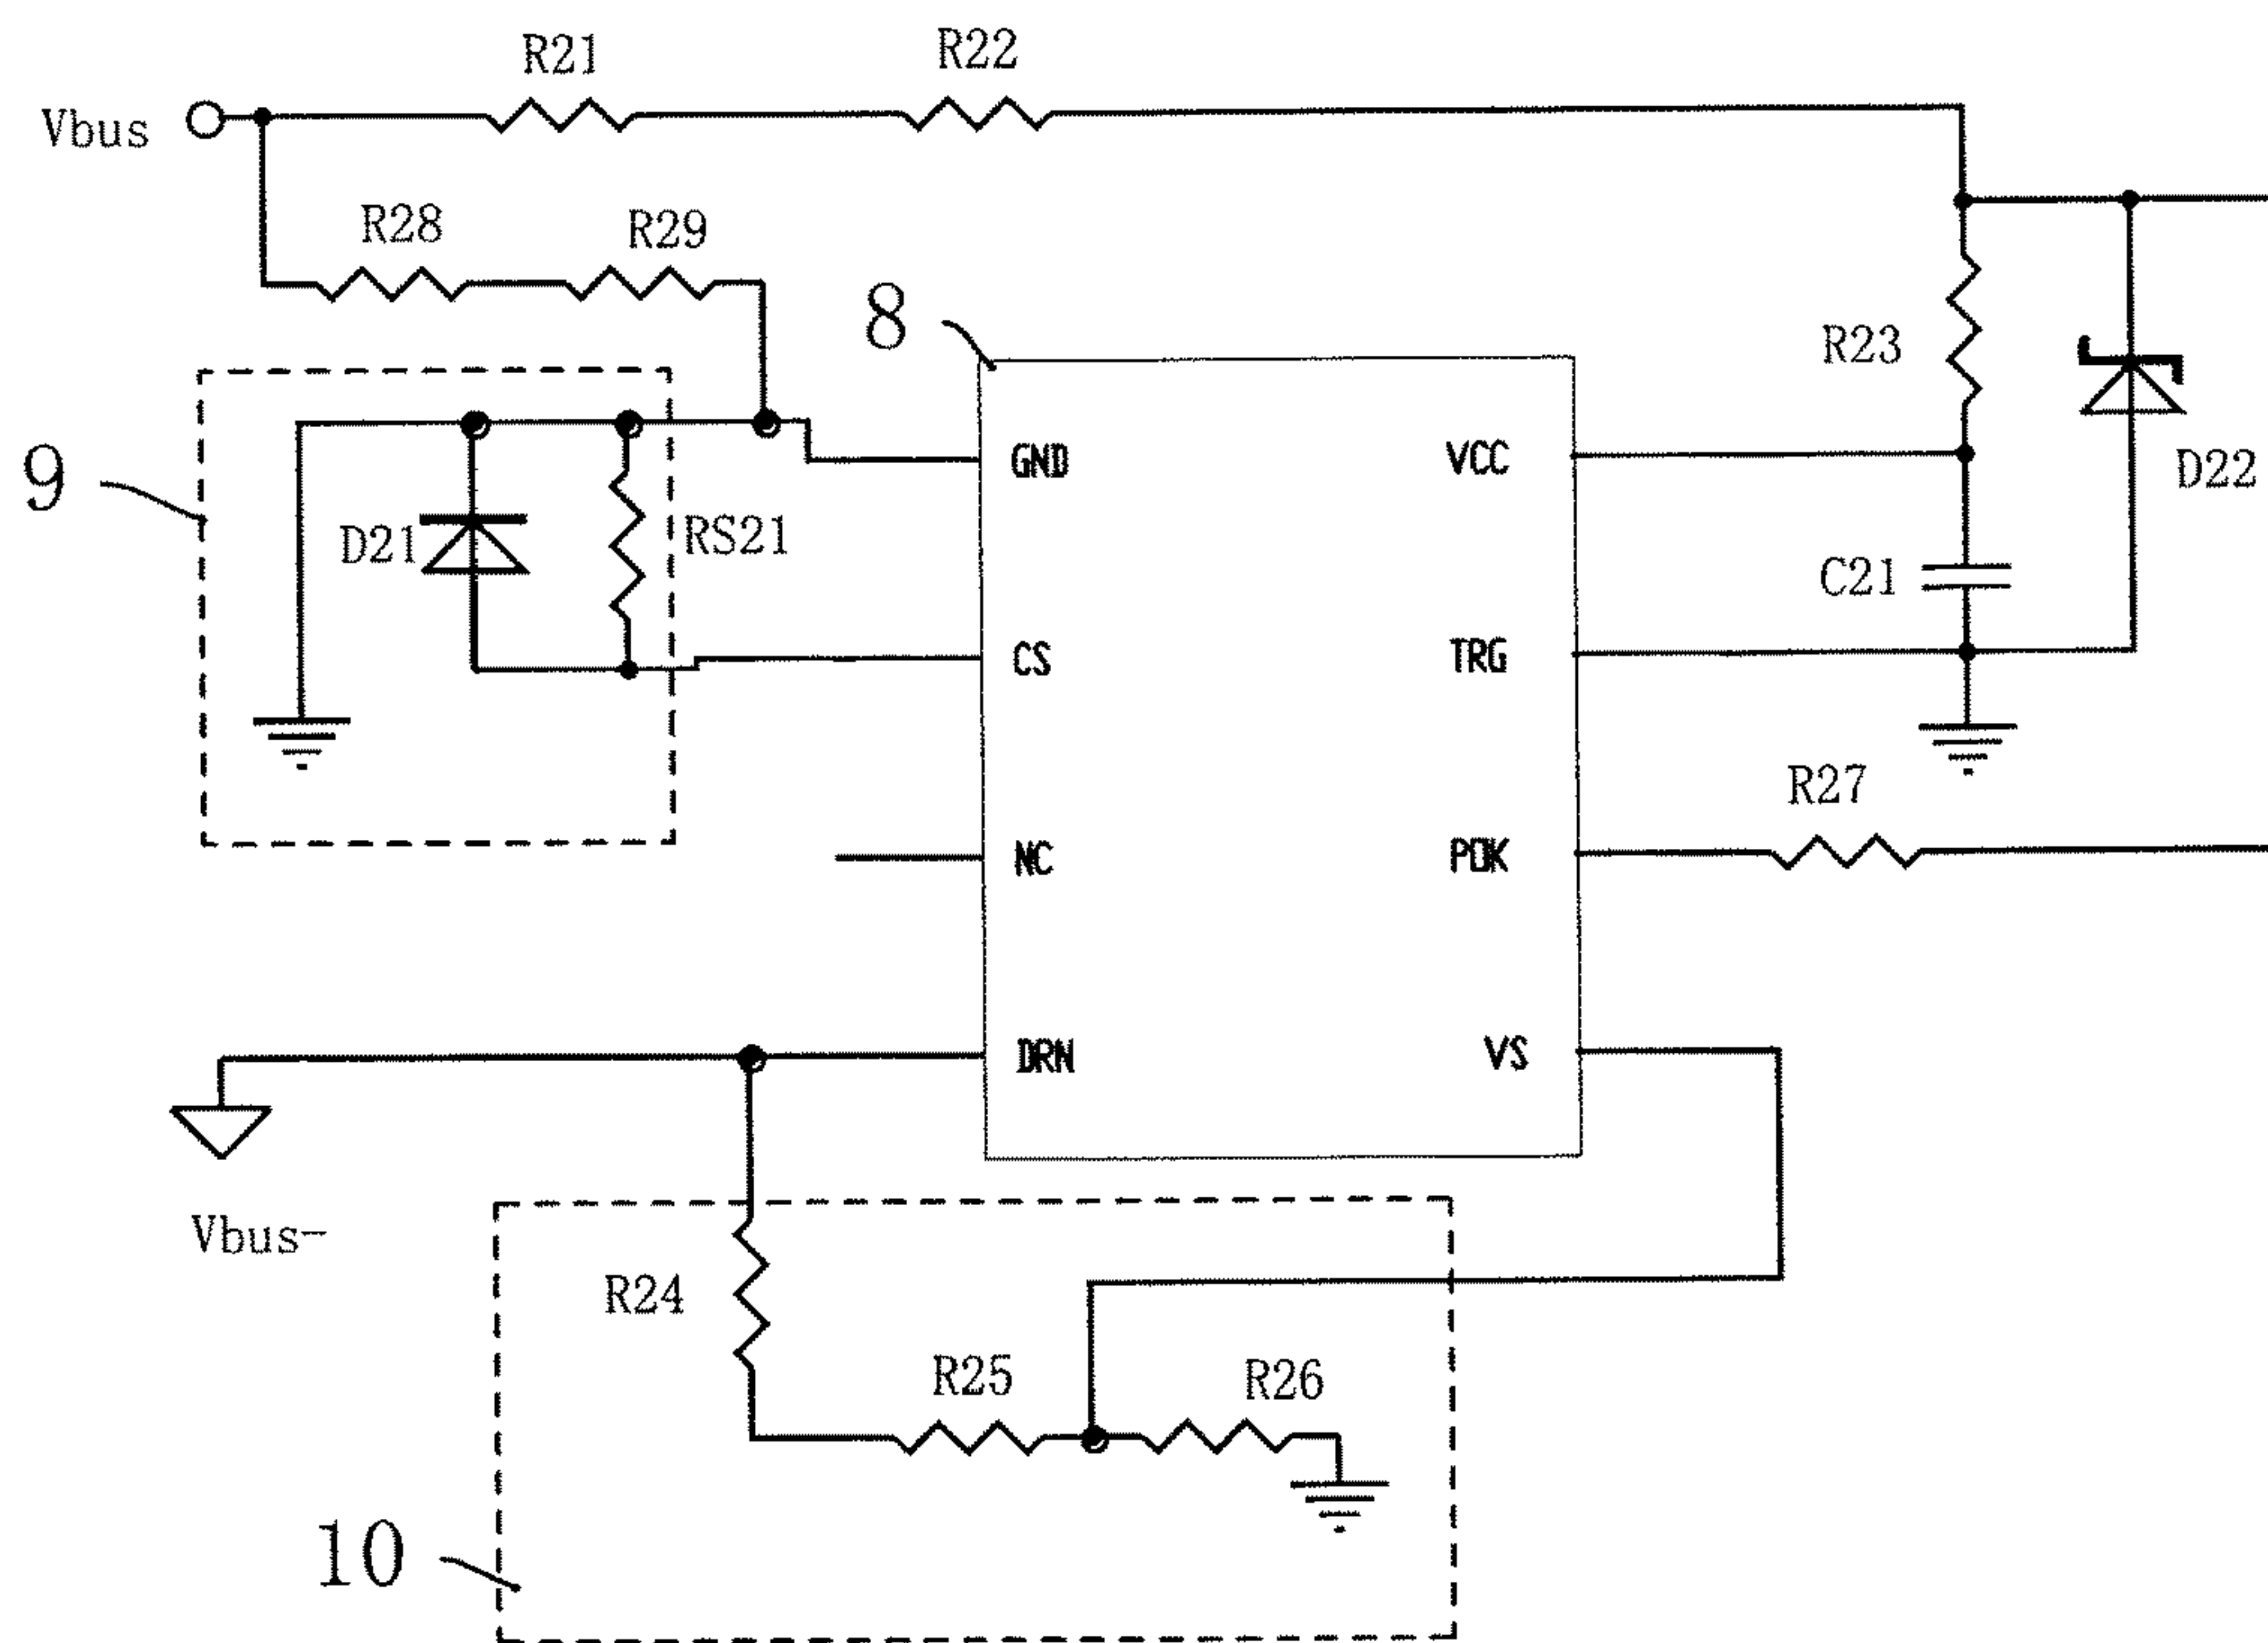 R21
R22
Vbus
R28
R29
8
R23
9
GND
VCC
D22
D21
RS21
C21
CS
TRG
R27
NC
POK
DRN
VS
Vbus-
R24
R25
R26
10